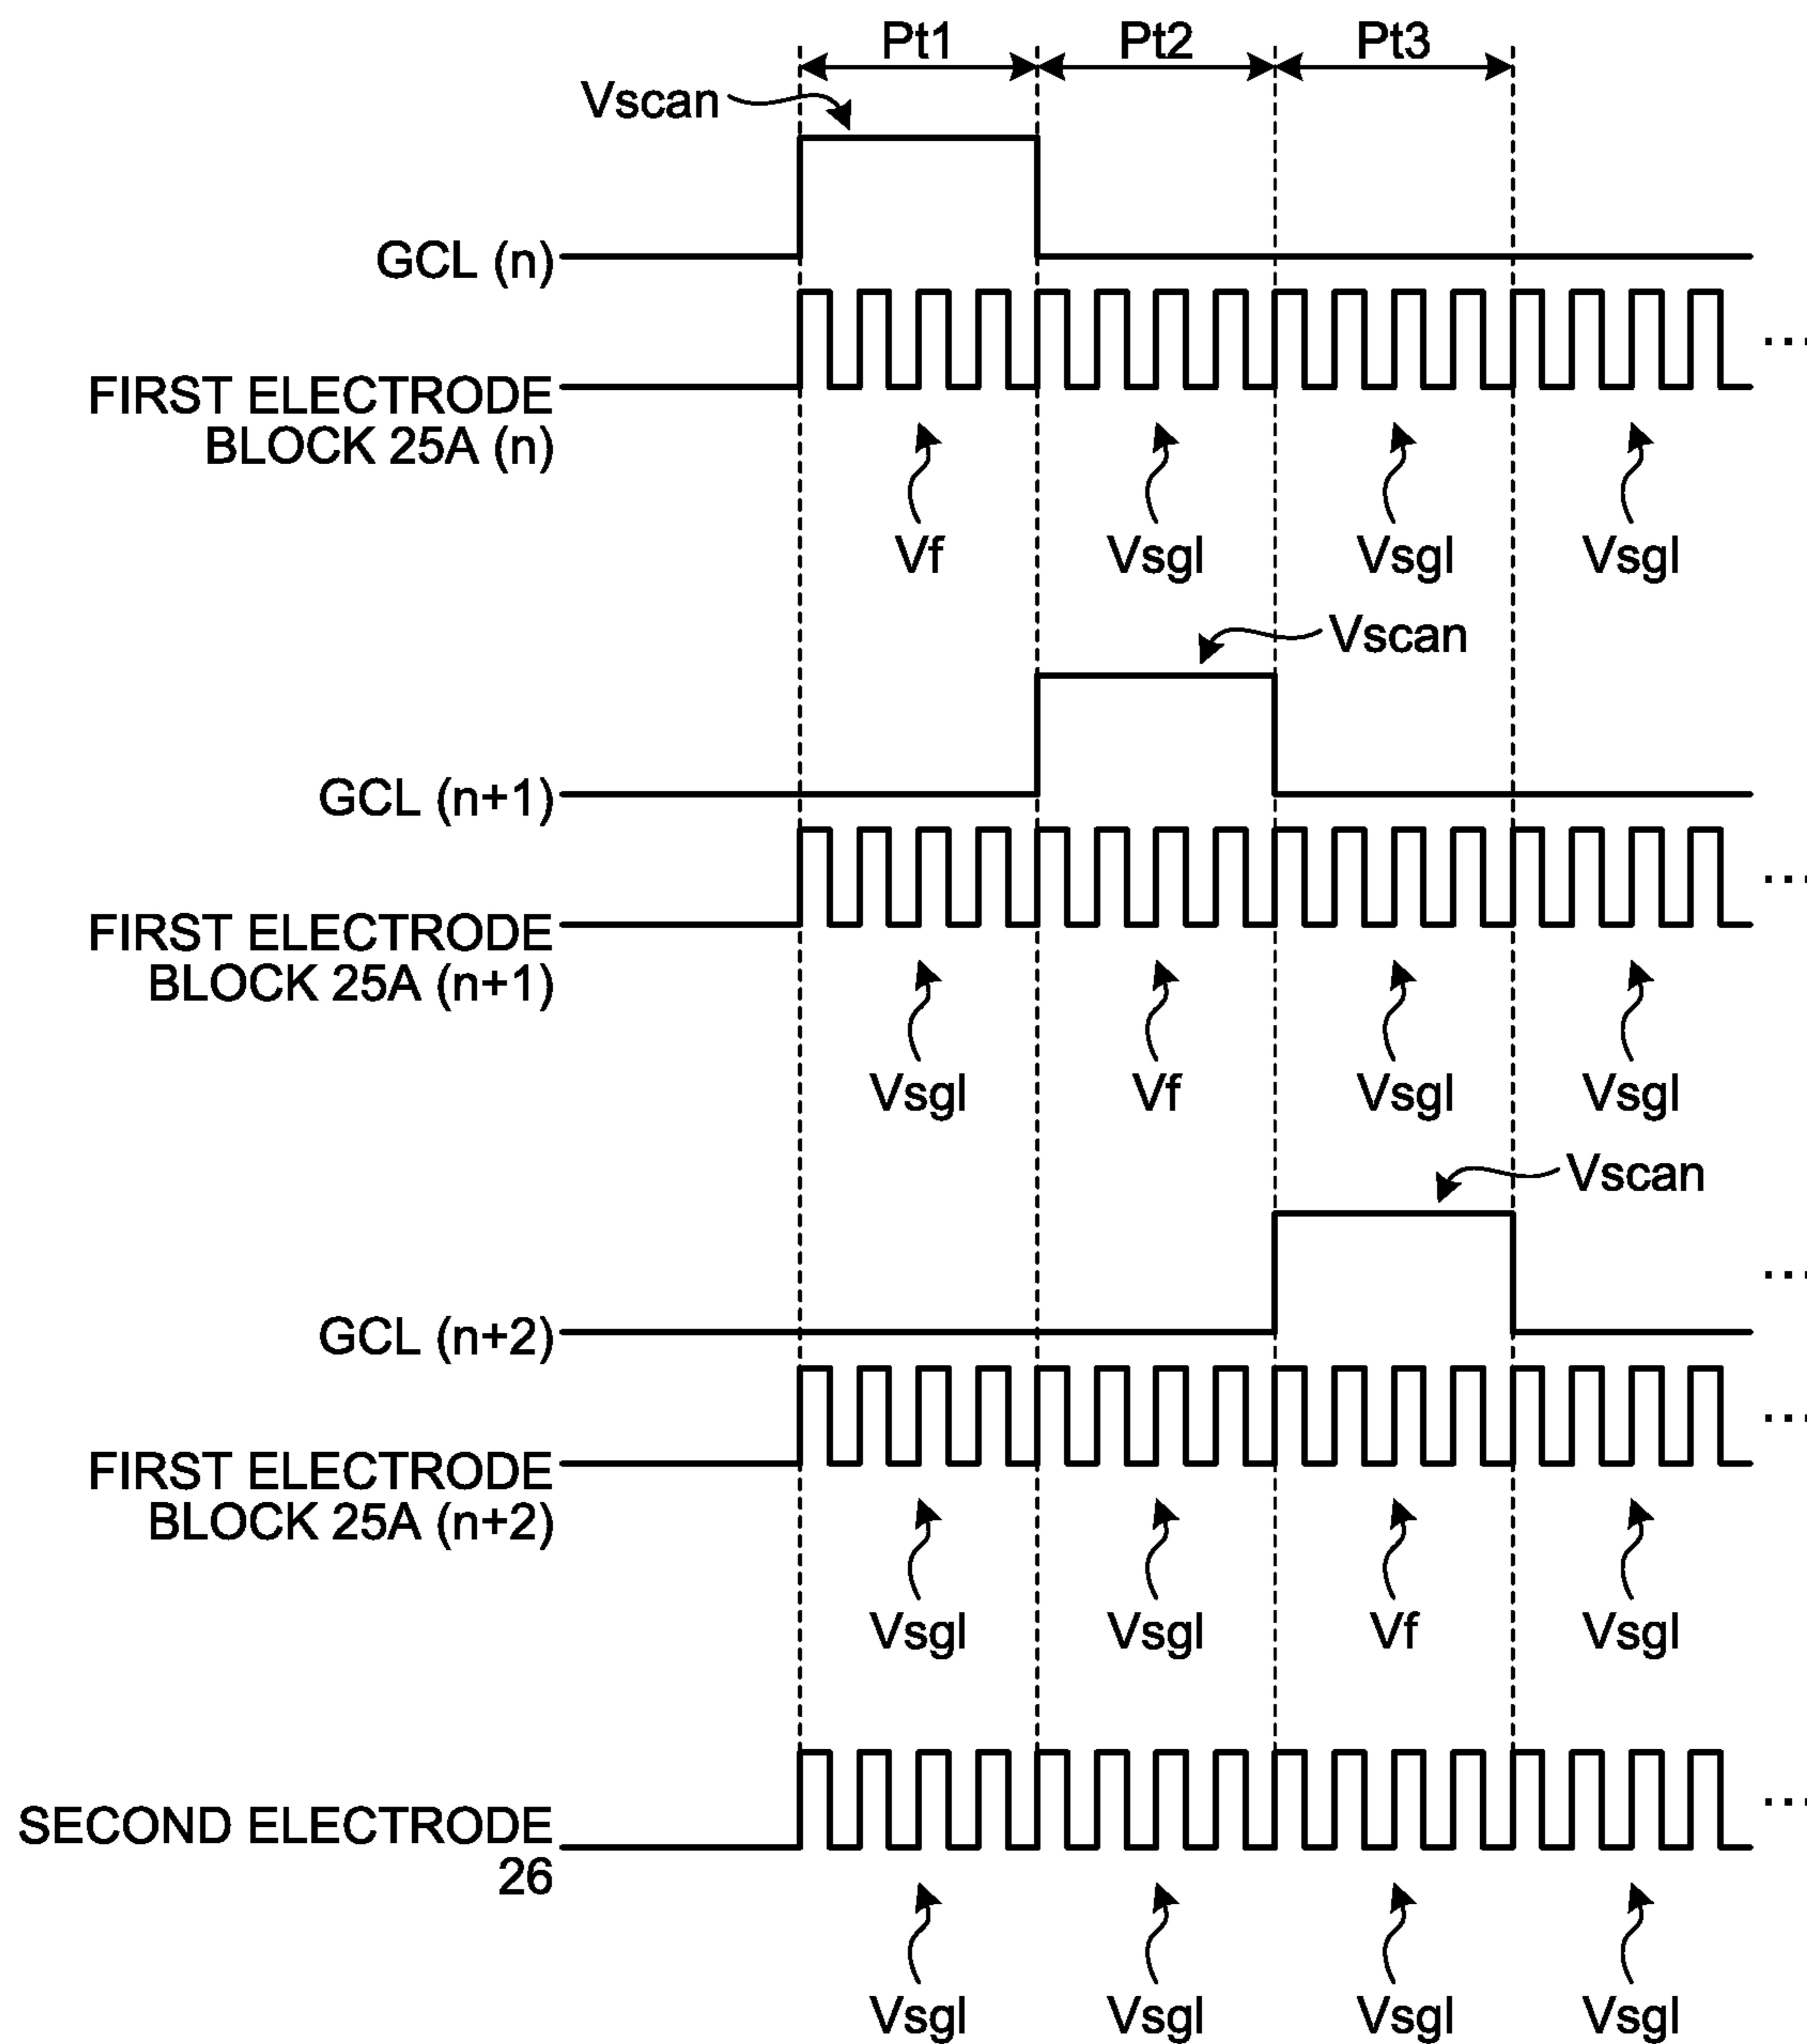 Pt1 Pt2 Pt3
Vscan
GCL (n)
FIRST ELECTRODE
BLOCK 25A (n)
...
Vf Vsgl Vsgl Vsgl
Vscan
GCL (n+1)
FIRST ELECTRODE
BLOCK 25A (n+1)
...
Vsgl Vf Vsgl Vsgl
Vscan
...
GCL (n+2)
FIRST ELECTRODE
BLOCK 25A (n+2)
...
Vsgl Vsgl Vf Vsgl
SECOND ELECTRODE
26
...
Vsgl Vsgl Vsgl Vsgl